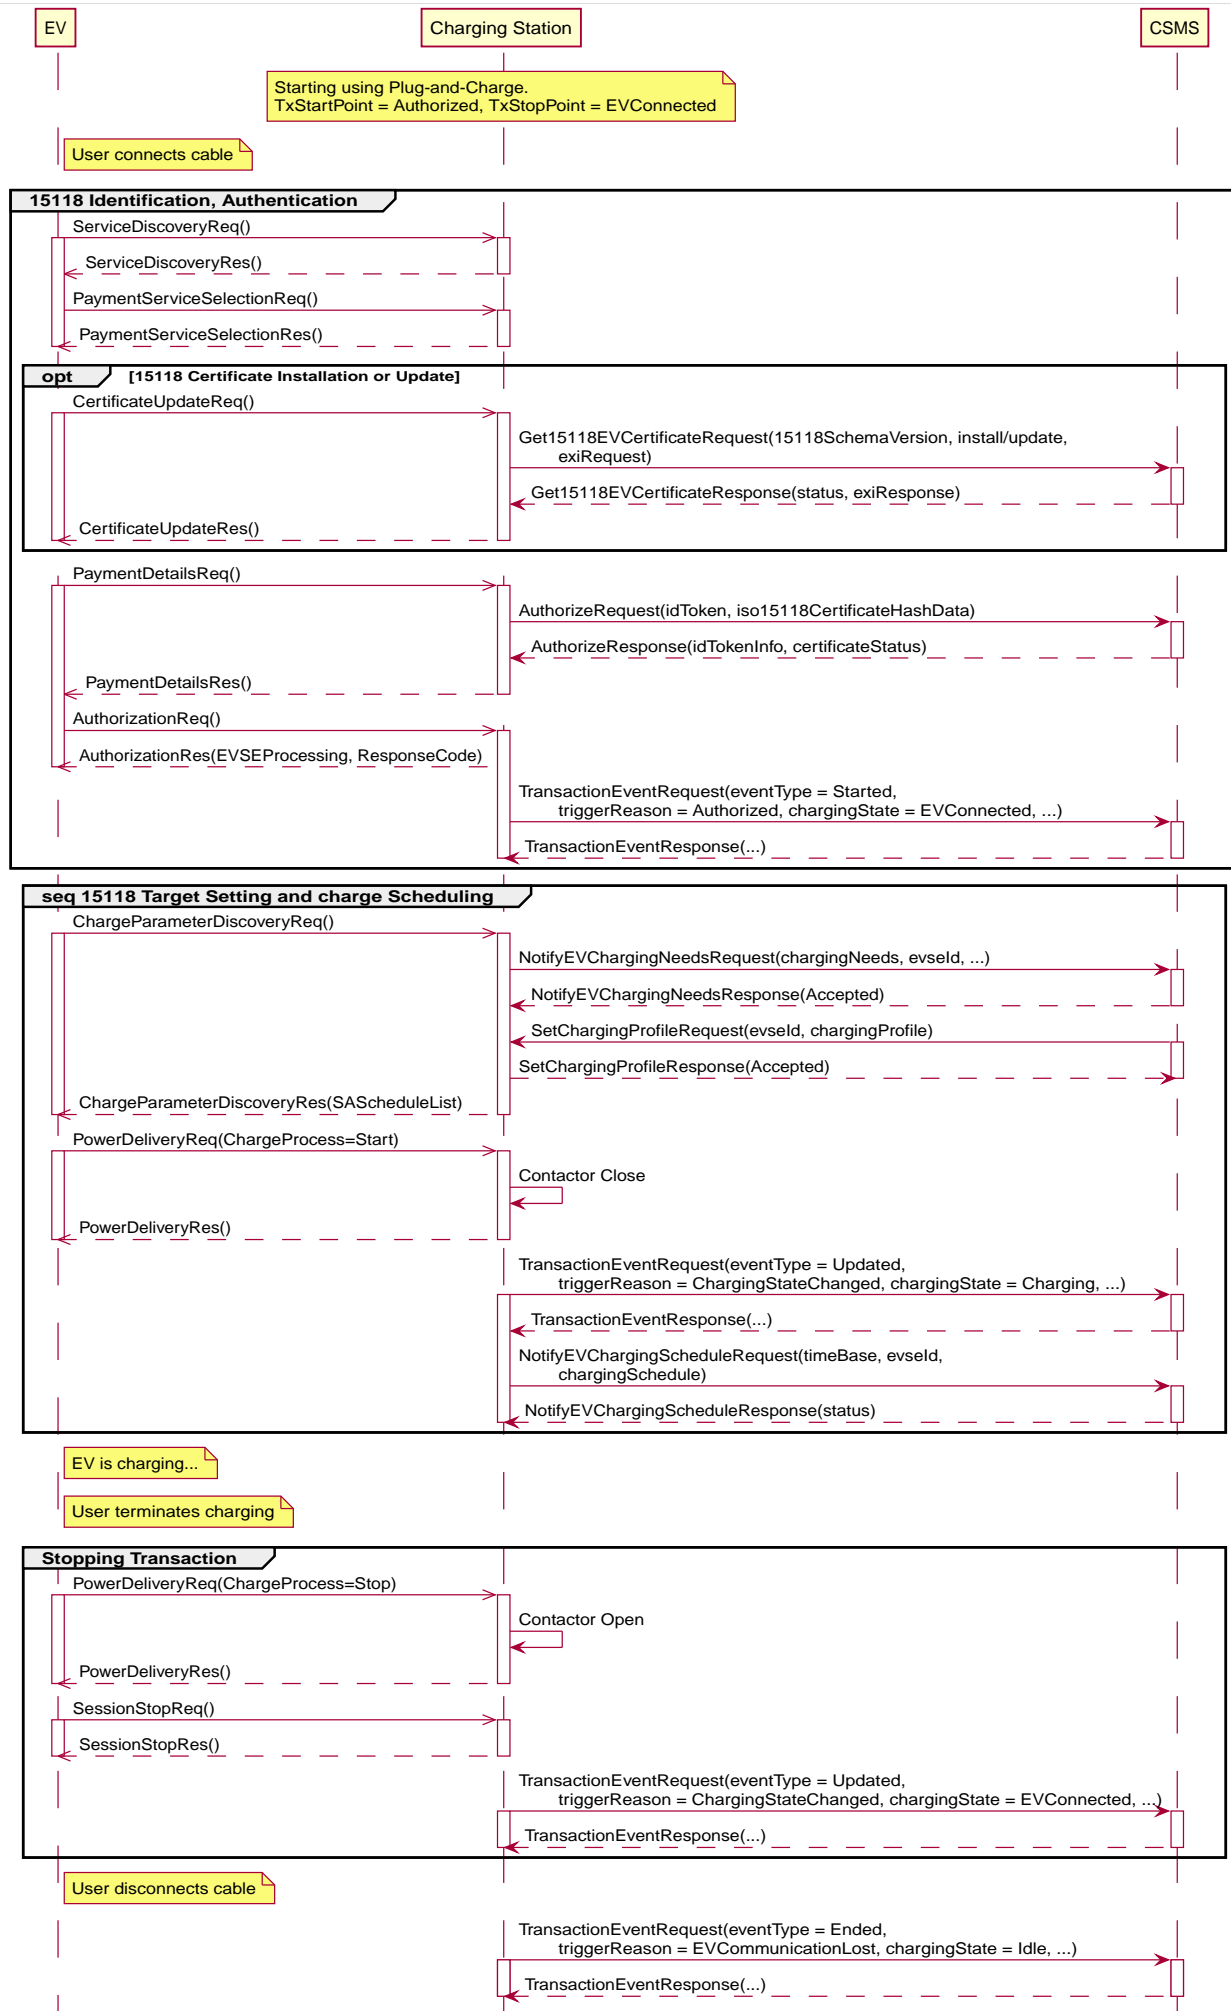 EV
Charging Station
CSMS
Starting using Plug-and-Charge.
TxStartPoint = Authorized, TxStopPoint = EVConnected
User connects cable
15118 Identification, Authentication
ServiceDiscoveryReq()
ServiceDiscoveryRes()
PaymentServiceSelectionReq()
PaymentServiceSelectionRes()
opt
[15118 Certificate Installation or Update]
CertificateUpdateReq()
Get15118EVCertificateRequest(15118SchemaVersion, install/update,
exiRequest)
Get15118EVCertificateResponse(status, exiResponse)
CertificateUpdateRes()
PaymentDetailsReq()
AuthorizeRequest(idToken, iso15118CertificateHashData)
AuthorizeResponse(idTokenInfo, certificateStatus)
PaymentDetailsRes()
AuthorizationReq()
AuthorizationRes(EVSEProcessing, ResponseCode)
TransactionEventRequest(eventType = Started,
triggerReason = Authorized, chargingState = EVConnected, ...)
TransactionEventResponse(...)
seq 15118 Target Setting and charge Scheduling
ChargeParameterDiscoveryReq()
NotifyEVChargingNeedsRequest(chargingNeeds, evseId, ...)
NotifyEVChargingNeedsResponse(Accepted)
SetChargingProfileRequest(evseId, chargingProfile)
SetChargingProfileResponse(Accepted)
ChargeParameterDiscoveryRes(SAScheduleList)
PowerDeliveryReq(ChargeProcess=Start)
Contactor Close
PowerDeliveryRes()
TransactionEventRequest(eventType = Updated,
triggerReason = ChargingStateChanged, chargingState = Charging, ...)
TransactionEventResponse(...)
NotifyEVChargingScheduleRequest(timeBase, evseId,
chargingSchedule)
NotifyEVChargingScheduleResponse(status)
EV is charging...
User terminates charging
Stopping Transaction
PowerDeliveryReq(ChargeProcess=Stop)
Contactor Open
PowerDeliveryRes()
SessionStopReq()
SessionStopRes()
TransactionEventRequest(eventType = Updated,
triggerReason = ChargingStateChanged, chargingState = EVConnected, ...)
TransactionEventResponse(...)
User disconnects cable
TransactionEventRequest(eventType = Ended,
triggerReason = EVCommunicationLost, chargingState = Idle, ...)
TransactionEventResponse(...)